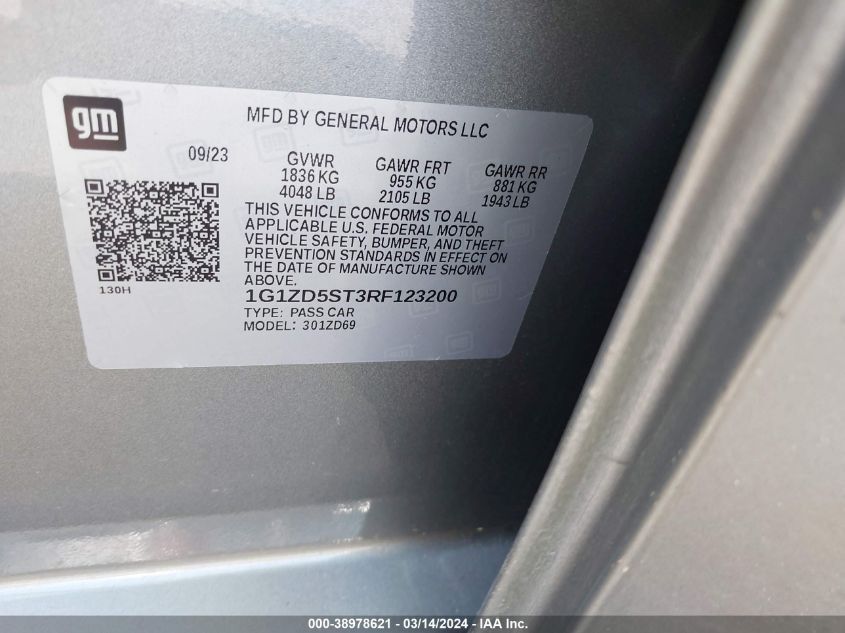 gm
MFD BY GENERAL MOTORS LLC
09/23
GVWR
1836 KG
4048 LB
GAWR FRT
955 KG
2105 LB
GAWR RR
881 KG
1943 LB
THIS VEHICLE CONFORMS TO ALL
APPLICABLE U.S. FEDERAL MOTOR
VEHICLE SAFETY, BUMPER, AND THEFT
PREVENTION STANDARDS IN EFFECT ON
THE DATE OF MANUFACTURE SHOWN
ABOVE.
130H
1G1ZD5ST3RF123200
TYPE: PASS CAR
MODEL: 301ZD69
000-38978621 - 03/14/2024 - IAA Inc.